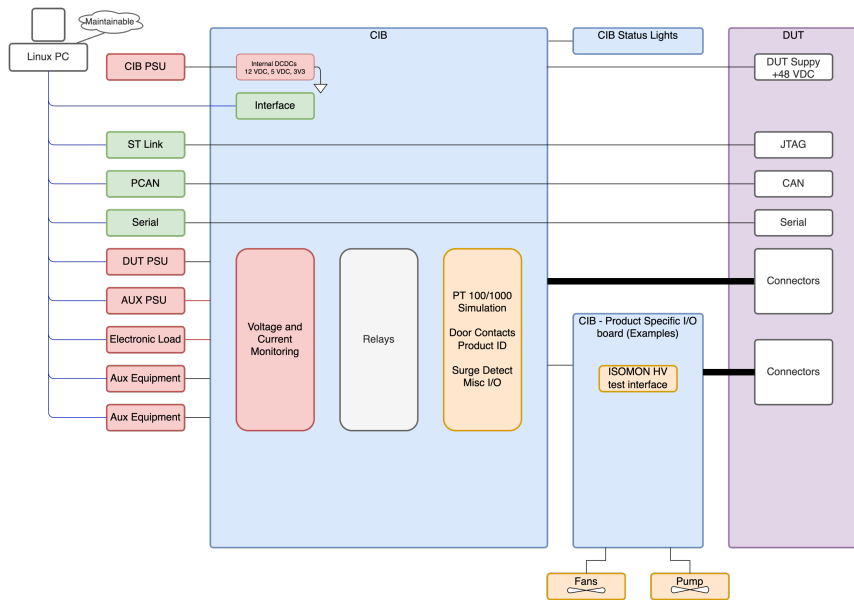 Maintainable
Linux PC
CIB
CIB Status Lights
DUT
CIB PSU
Internal DCDCs
12 VDC, 5 VDC, 3V3
DUT Suppy
+48 VDC
Interface
ST Link
JTAG
PCAN
CAN
Serial
Serial
DUT PSU
AUX PSU
Electronic Load
Aux Equipment
Aux Equipment
Voltage and
Current
Monitoring
Relays
PT 100/1000
Simulation
Door Contacts
Product ID
Surge Detect
Misc I/O
Connectors
CIB - Product Specific I/O
board (Examples)
ISOMON HV
test interface
Connectors
Fans
Pump